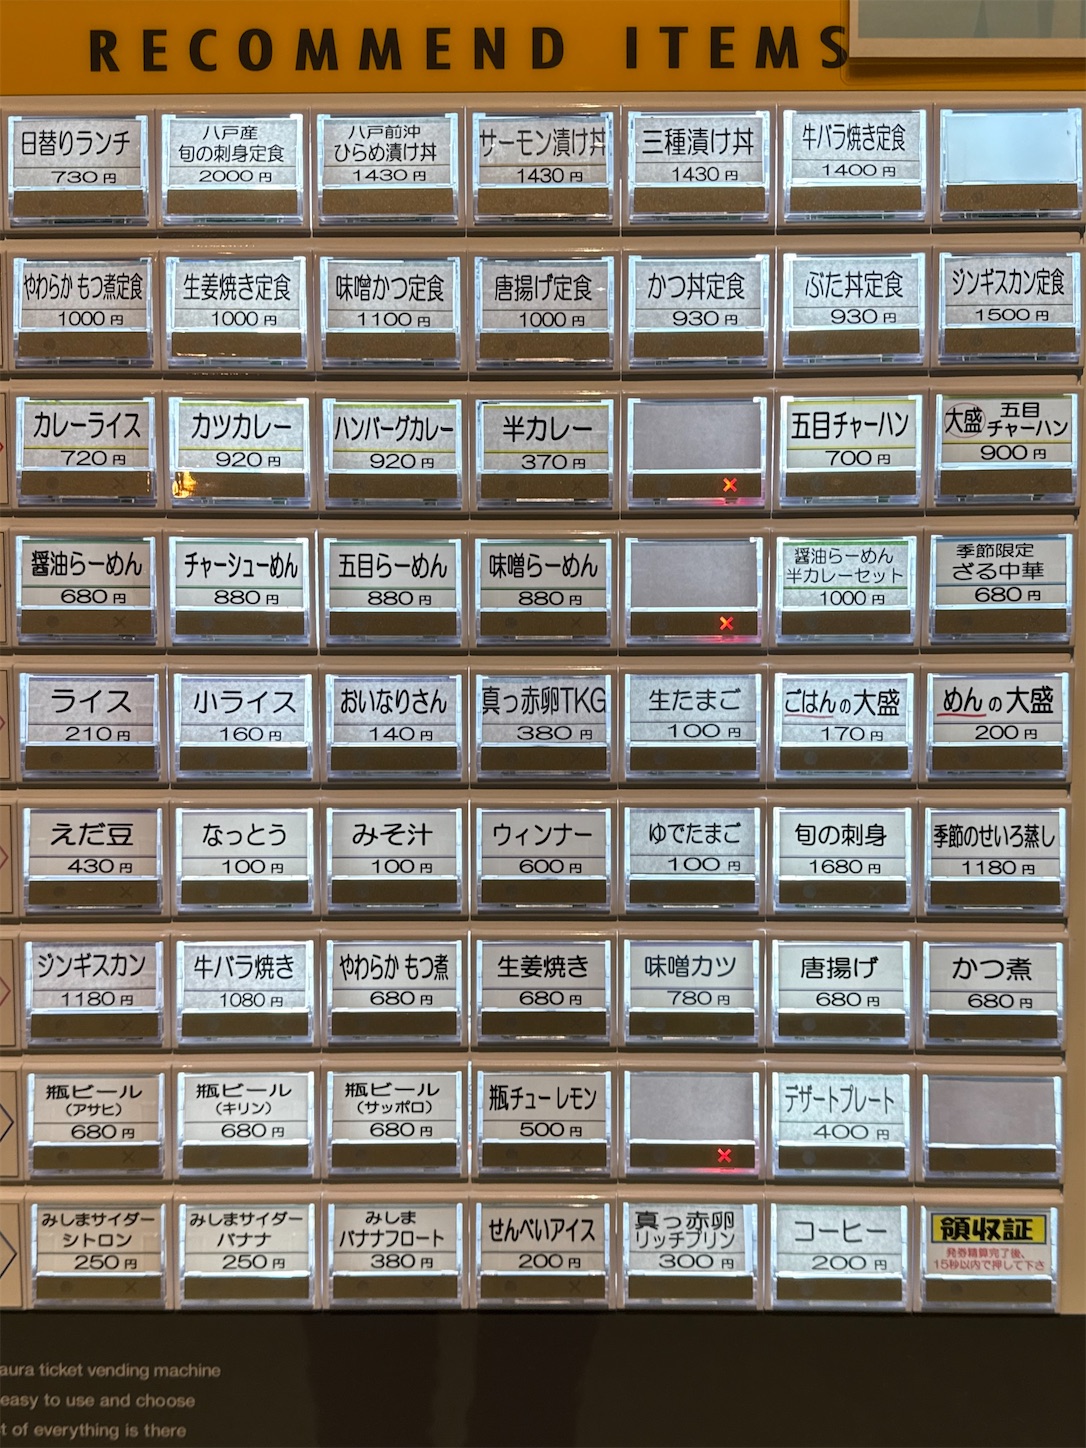 RECOMMEND ITEMS
日替りランチ
730円
八戸産
旬の刺身定食
2000円
八戸前沖
ひらめ漬け丼
1430円
サーモン漬け丼
1430円
三種漬け丼
1430円
牛バラ焼き定食
1400円
やわらか もつ煮定食
1000円
生姜焼き定食
1000円
味噌かつ定食
1100円
唐揚げ定食
1000円
かつ丼定食
930円
ぶた丼定食
930円
ジンギスカン定食
1500円
カレーライス
720円
カツカレー
920円
ハンバーグカレー
920円
半カレー
370円
×
五目チャーハン
700円
大盛 五目
チャーハン
900円
醤油らーめん
680円
チャーシューめん
880円
五目らーめん
880円
味噌らーめん
880円
×
醤油らーめん
半カレーセット
1000円
季節限定
ざる中華
680円
ライス
210円
小ライス
160円
おいなりさん
140円
真っ赤卵TKG
380円
生たまご
100円
ごはんの大盛
170円
めんの大盛
200円
えだ豆
430円
なっとう
100円
みそ汁
100円
ウィンナー
600円
ゆでたまご
100円
旬の刺身
1680円
季節のせいろ蒸し
1180円
ジンギスカン
1180円
牛バラ焼き
1080円
やわらか もつ煮
680円
生姜焼き
680円
味噌カツ
780円
唐揚げ
680円
かつ煮
680円
瓶ビール
(アサヒ)
680円
瓶ビール
(キリン)
680円
瓶ビール
(サッポロ)
680円
瓶チューレモン
500円
×
デザートプレート
400円
みしまサイダー
シトロン
250円
みしまサイダー
バナナ
250円
みしま
バナナフロート
380円
せんべいアイス
200円
真っ赤卵
リッチプリン
300円
コーヒー
200円
領収証
発券精算完了後、
15秒以内で押して下さ
aura ticket vending machine
easy to use and choose
t of everything is there